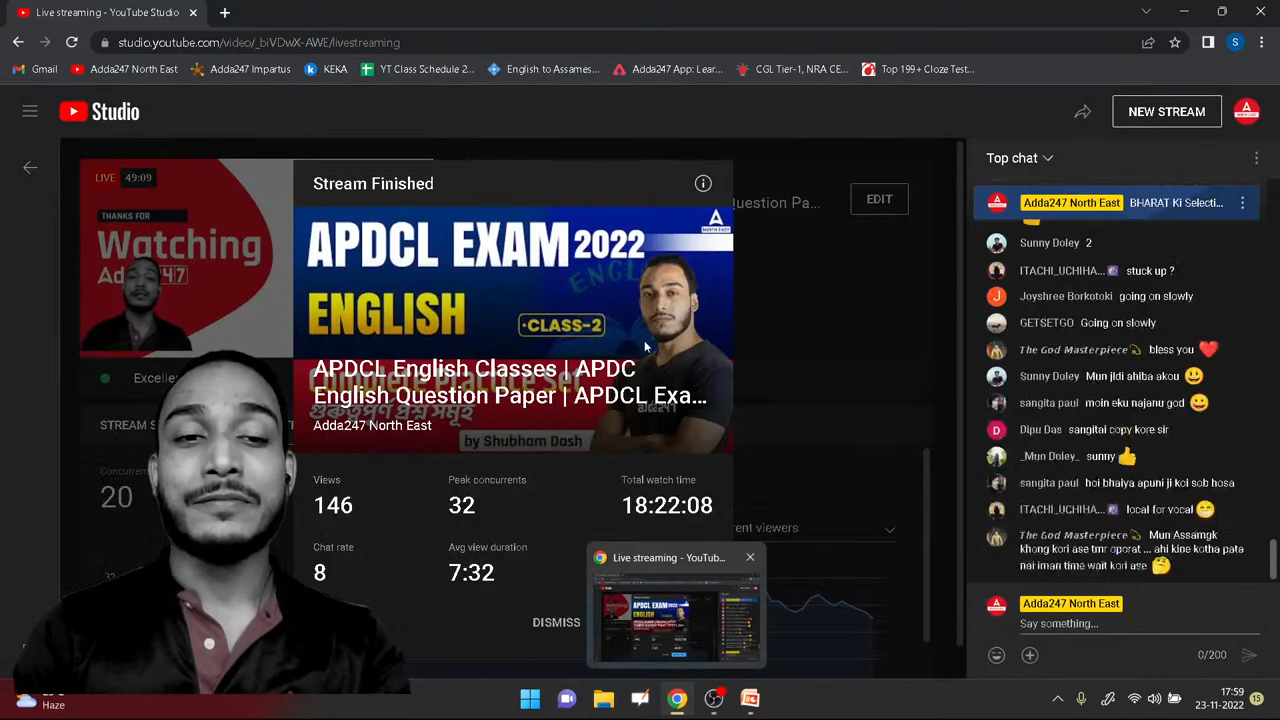 Live streaming - YouTube Studio
studio.youtube.com/video/_biVDwX-AWE/livestreaming
S
Gmail
Adda247 North East
Adda247 Impartus
KEKA
YT Class Schedule 2...
English to Assames...
Adda247 App: Lear...
CGL Tier-1, NRA CE...
Top 199+ Cloze Test...
Studio
NEW STREAM
LIVE 49:09
THANKS FOR
Watching
Stream Finished
uestion Pa...
EDIT
APDCL EXAM 2022
ENGLISH
CLASS-2
APDCL English Classes | APDC
English Question Paper | APDCL Exa...
Adda247 North East
by Shubham Dash
Excelle
STREAM S
Concurrent
20
Views
146
Peak concurrents
32
Total watch time
18:22:08
Chat rate
8
Avg view duration
7:32
rent viewers
DISMISS
Live streaming - YouTub...
Top chat
Adda247 North East BHARAT Ki Selecti...
Sunny Doley 2
ITACHI_UCHIHA... stuck up ?
Joyshree Borkotoki going on slowly
GETSETGO Going on slowly
The God Masterpiece bless you ❤️
Sunny Doley Mun jldi ahiba akou 😃
sangita paul moin eku najanu god 😀
Dipu Das sangital copy kore sir
_Mun Doley_ sunny 👍
sangita paul hoi bhaiya apuni ji koi sob hosa
ITACHI_UCHIHA... local for vocal 😁
The God Masterpiece Mun Assamgk
khong kori ase tmr oporat ... ahi kine kotha pata
Adda247 North East
Say something...
0/200
Haze
17:59
23-11-2022
15